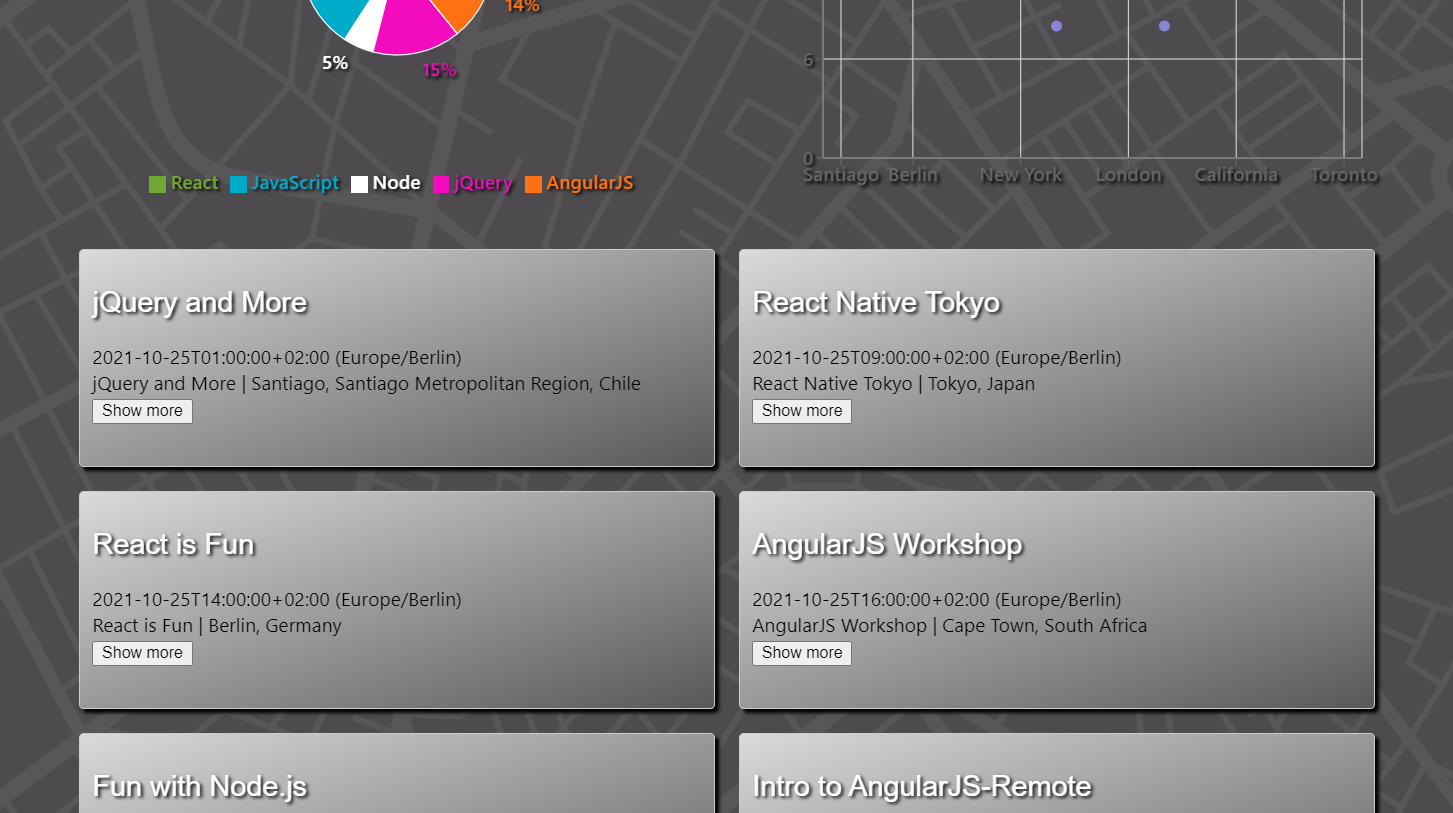 14%
5%
15%
6
0
Santiago Berlin New York London California Toronto
React JavaScript Node jQuery AngularJS
jQuery and More
2021-10-25T01:00:00+02:00 (Europe/Berlin)
jQuery and More | Santiago, Santiago Metropolitan Region, Chile
Show more
React Native Tokyo
2021-10-25T09:00:00+02:00 (Europe/Berlin)
React Native Tokyo | Tokyo, Japan
Show more
React is Fun
2021-10-25T14:00:00+02:00 (Europe/Berlin)
React is Fun | Berlin, Germany
Show more
AngularJS Workshop
2021-10-25T16:00:00+02:00 (Europe/Berlin)
AngularJS Workshop | Cape Town, South Africa
Show more
Fun with Node.js
Intro to AngularJS-Remote